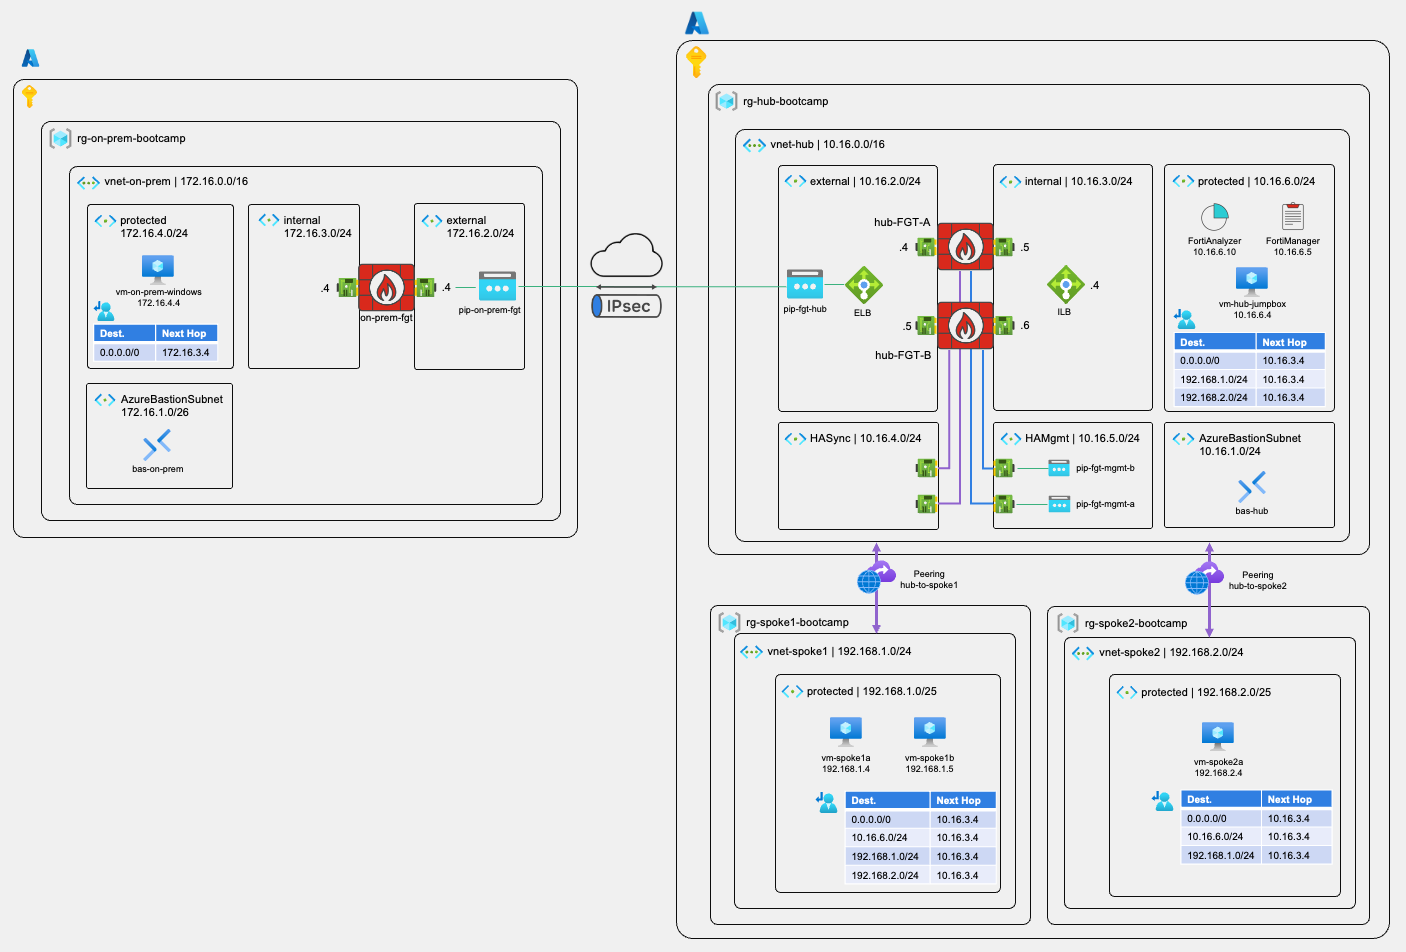 rg-on-prem-bootcamp
vnet-on-prem | 172.16.0.0/16
protected
172.16.4.0/24
vm-on-prem-windows
172.16.4.4
Dest. Next Hop
0.0.0.0/0 172.16.3.4
internal
172.16.3.0/24
.4
on-prem-fgt
external
172.16.2.0/24
.4
pip-on-prem-fgt
AzureBastionSubnet
172.16.1.0/26
bas-on-prem
IPsec
rg-hub-bootcamp
vnet-hub | 10.16.0.0/16
external | 10.16.2.0/24
hub-FGT-A
.4
.5
pip-fgt-hub
ELB
.5
.6
hub-FGT-B
internal | 10.16.3.0/24
.4
ILB
protected | 10.16.6.0/24
FortiAnalyzer
10.16.6.10
FortiManager
10.16.6.5
vm-hub-jumpbox
10.16.6.4
Dest. Next Hop
0.0.0.0/0 10.16.3.4
192.168.1.0/24 10.16.3.4
192.168.2.0/24 10.16.3.4
HASync | 10.16.4.0/24
HAMgmt | 10.16.5.0/24
pip-fgt-mgmt-b
pip-fgt-mgmt-a
AzureBastionSubnet
10.16.1.0/24
bas-hub
Peering
hub-to-spoke1
Peering
hub-to-spoke2
rg-spoke1-bootcamp
vnet-spoke1 | 192.168.1.0/24
protected | 192.168.1.0/25
vm-spoke1a
192.168.1.4
vm-spoke1b
192.168.1.5
Dest. Next Hop
0.0.0.0/0 10.16.3.4
10.16.6.0/24 10.16.3.4
192.168.1.0/24 10.16.3.4
192.168.2.0/24 10.16.3.4
rg-spoke2-bootcamp
vnet-spoke2 | 192.168.2.0/24
protected | 192.168.2.0/25
vm-spoke2a
192.168.2.4
Dest. Next Hop
0.0.0.0/0 10.16.3.4
10.16.6.0/24 10.16.3.4
192.168.1.0/24 10.16.3.4